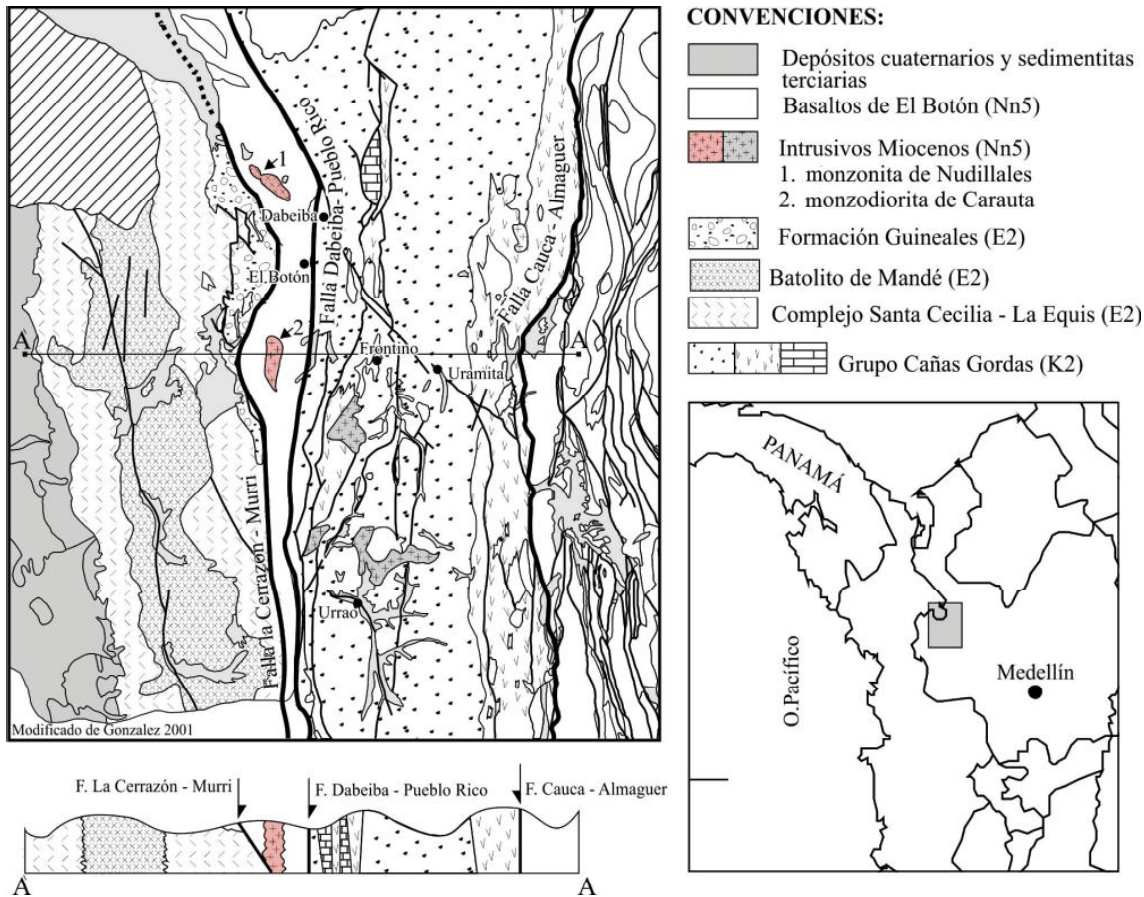 1
Falla Dabeiba- Pueblo Rico
Dabeiba
El Botón
Falla Cauca - Almaguer
A
A
2
Frontino
Uramita
Falla la Cerrazón - Murri
Urrao
Modificado de Gonzalez 2001
F. La Cerrazón - Murri
F. Dabeiba - Pueblo Rico
F. Cauca - Almaguer
A
A
CONVENCIONES:
Depósitos cuaternarios y sedimentitas
terciarias
Basaltos de El Botón (Nn5)
Intrusivos Miocenos (Nn5)
1. monzonita de Nudillales
2. monzodiorita de Carauta
Formación Guineales (E2)
Batolito de Mandé (E2)
Complejo Santa Cecilia - La Equis (E2)
Grupo Cañas Gordas (K2)
PANAMÁ
O.Pacífico
Medellín